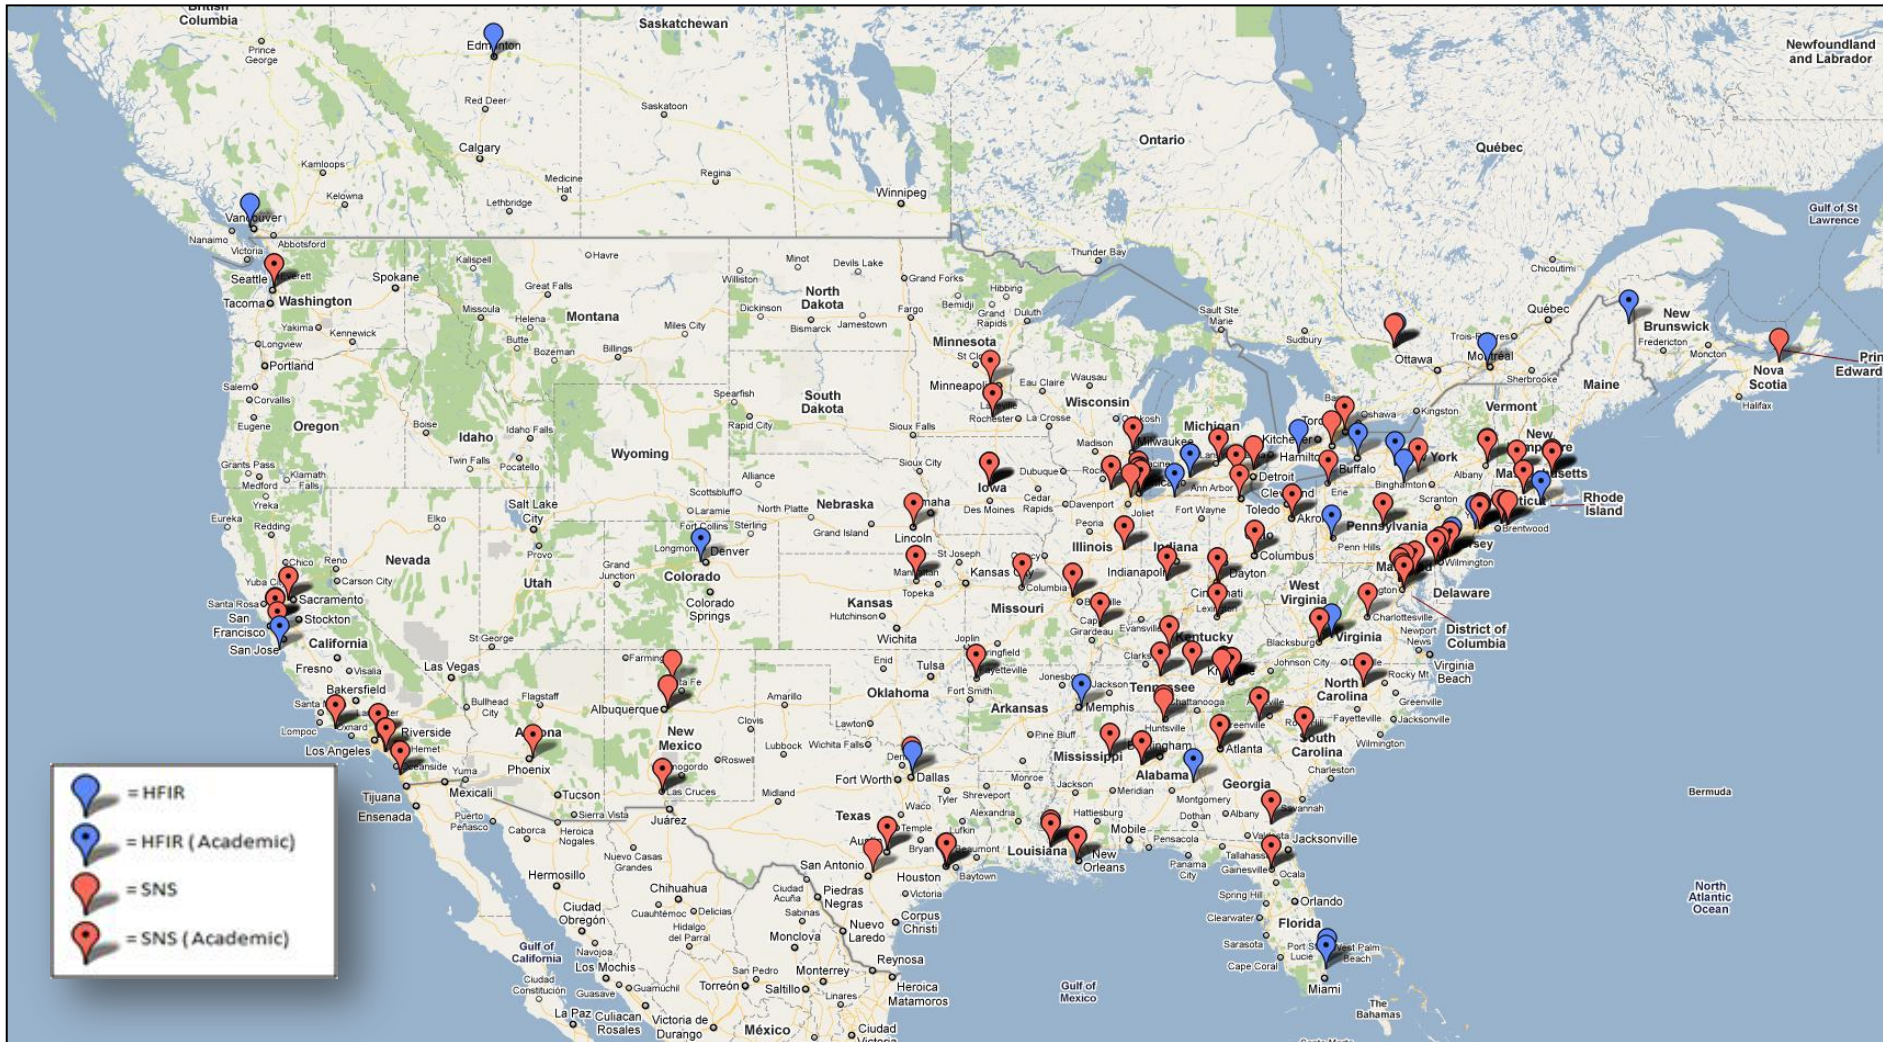 British
Columbia
Saskatchewan
Newfoundland
and Labrador
Prince
George
Edmonton
Red Deer
Saskatoon
Ontario
Québec
Calgary
Kamloops
Kelowna
Medicine
Hat
Regina
Lethbridge
Winnipeg
Gulf of St
Lawrence
Vancouver
Nanaimo
Abbotsford
Victoria
Kalispell
Havre
Minot
Devils Lake
Thunder Bay
Chicoutimi
Seattle
Everett
Spokane
Williston
Grand Forks
Great Falls
North
Dakota
Hibbing
Bemidji
Grand
Rapids
Duluth
Tacoma
Washington
Missoula
Dickinson
Bismarck
Jamestown
Fargo
Sault Ste
Marie
Québec
New
Brunswick
Yakima
Kennewick
Helena
Montana
Miles City
Butte
Trois-Rivières
Fredericton
Moncton
Longview
Bozeman
Billings
Minnesota
Sudbury
Ottawa
Montréal
Prin
Edward
Portland
Minneapolis
Eau Claire
Wausau
Sherbrooke
Maine
Nova
Scotia
Salem
Corvallis
South
Dakota
Spearfish
Rapid City
Rochester
La Crosse
Wisconsin
Oshkosh
Kingston
Vermont
Halifax
Eugene
Oregon
Boise
Idaho
Idaho Falls
Michigan
Oshawa
Sioux Falls
Madison
Milwaukee
Kitchener
Hamilton
Twin Falls
Pocatello
Wyoming
Buffalo
York
Albany
Grants Pass
Klamath
Falls
Medford
Alliance
Sioux City
Dubuque
Detroit
Ann Arbor
Binghamton
Massachusetts
Yreka
Salt Lake
City
Scottsbluff
Iowa
Cedar
Rapids
Toledo
Cleveland
Erie
Scranton
Rhode
Island
Eureka
Redding
Elko
Laramie
North Platte
Nebraska
Omaha
Des Moines
Davenport
Joliet
Fort Wayne
Akron
Pennsylvania
Brentwood
Fort Collins
Sterling
Grand Island
Lincoln
Peoria
Penn Hills
Nevada
Provo
Longmont
Denver
Illinois
Indiana
Columbus
Wilmington
Chico
Reno
Yuba City
Carson City
Utah
Grand
Junction
Colorado
St Joseph
Manhattan
Kansas City
Indianapolis
Dayton
West
Virginia
Delaware
Santa Rosa
Sacramento
Topeka
Columbia
Cincinnati
San
Francisco
Stockton
Colorado
Springs
Kansas
Missouri
Lexington
Charlottesville
California
Hutchinson
Cape
Girardeau
Evansville
Newport
News
District of
Columbia
San Jose
St-George
Wichita
Kentucky
Blacksburg
Virginia
Fresno
Visalia
Las Vegas
Joplin
Springfield
Johnson City
Virginia
Beach
Farmington
Enid
Tulsa
Fayetteville
Rocky Mt
Bakersfield
Bullhead
City
Flagstaff
Santa Fe
Amarillo
Oklahoma
Fort Smith
Jonesboro
Jackson
Tennessee
North
Carolina
Lompoc
Oxnard
Albuquerque
Arkansas
Memphis
Chattanooga
Greenville
Fayetteville
Jacksonville
Riverside
Arizona
Clovis
Lawton
Huntsville
Los Angeles
Hemet
Oceanside
New
Mexico
Lubbock
Wichita Falls
Pine Bluff
Birmingham
Atlanta
South
Carolina
Wilmington
Phoenix
Roswell
Mississippi
Yuma
Fort Worth
Dallas
Monroe
Alabama
Georgia
Charleston
Tijuana
Mexicali
Tucson
Las Cruces
Midland
Tyler
Shreveport
Jackson
Meridian
Bermuda
Ensenada
Puerto
Peñasco
Sierra Vista
Juárez
Waco
Montgomery
Savannah
Caborca
Heroica
Nogales
Texas
Temple
Lufkin
Alexandria
Hattiesburg
Dothan
Albany
Valdosta
Nuevo Casas
Grandes
Bryan
Beaumont
Louisiana
Mobile
Pensacola
Tallahassee
Jacksonville
San Antonio
Houston
Baytown
New
Orleans
Panama
City
Gainesville
Ocala
Hermosillo
Chihuahua
Ciudad
Acuña
Piedras
Negras
Victoria
Spring Hill
Orlando
North
Atlantic
Ocean
Ciudad
Obregón
Cuauhtémoc
Delicias
Sabinas
Corpus
Christi
Clearwater
Florida
Hidalgo
del Parral
Nuevo
Laredo
Sarasota
Port St
Lucie
West Palm
Beach
Gulf of
California
Navojoa
Monclova
Cape Coral
Los Mochis
San Pedro
Monterrey
Reynosa
Gulf of
Mexico
Miami
Ciudad
Constitución
Guasave
Guamúchil
Torreón
Saltillo
Heroica
Matamoros
Linares
The
Bahamas
La Paz
Culiacan
Rosales
Victoria de
Durango
México
Ciudad
Victoria
= HFIR
= HFIR (Academic)
= SNS
= SNS (Academic)